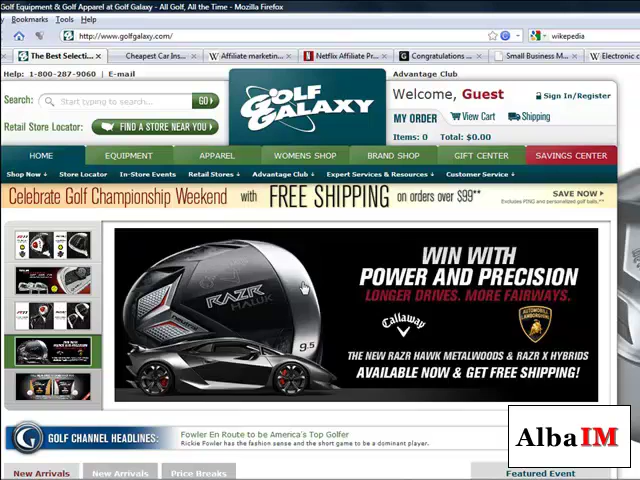 Golf Equipment & Golf Apparel at Golf Galaxy - All Golf, All the Time - Mozilla Firefox
Bookmarks Tools Help
http://www.golfgalaxy.com/
wikepedia
The Best Selecti...
Cheapest Car Ins...
Affiliate marketin...
Netflix Affiliate Pr...
Congratulations ...
Small Business M...
Electronic c
Help: 1-800-287-9060 | E-mail
Advantage Club
Search:
Start typing to search...
GO
GOLF GALAXY
Welcome, Guest
Sign In/Register
MY ORDER
View Cart
Shipping
Retail Store Locator:
FIND A STORE NEAR YOU
Items: 0 Total: $0.00
HOME
EQUIPMENT
APPAREL
WOMENS SHOP
BRAND SHOP
GIFT CENTER
SAVINGS CENTER
Shop Now
Store Locator
In-Store Events
Retail Stores
Advantage Club
Expert Services & Resources
Customer Service
Celebrate Golf Championship Weekend with FREE SHIPPING on orders over $99**
SAVE NOW
Excludes PING and personalized golf balls.**
WIN WITH
POWER AND PRECISION
LONGER DRIVES. MORE FAIRWAYS.
RAZR
HAWK
9.5
Callaway
AUTOMOBILI
LAMBORGHINI
THE NEW RAZR HAWK METALWOODS & RAZR X HYBRIDS
AVAILABLE NOW & GET FREE SHIPPING!
GOLF CHANNEL HEADLINES:
Fowler En Route to be America's Top Golfer
Rickie Fowler has the fashion sense and the short game to be a dominant player.
AlbaIM
New Arrivals
New Arrivals
Price Breaks
Featured Event